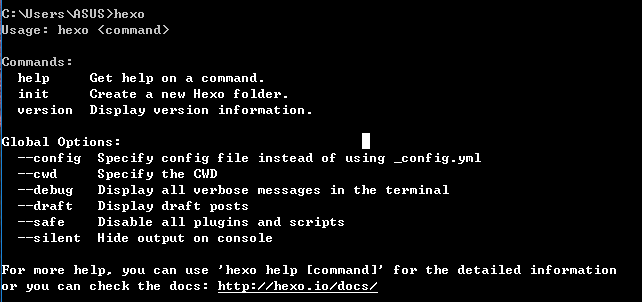 C:\Users\ASUS>hexo
Usage: hexo <command>
Commands:
help Get help on a command.
init Create a new Hexo folder.
version Display version information.
Global Options:
--config Specify config file instead of using _config.yml
--cwd Specify the CWD
--debug Display all verbose messages in the terminal
--draft Display draft posts
--safe Disable all plugins and scripts
--silent Hide output on console
For more help, you can use 'hexo help [command]' for the detailed information
or you can check the docs: http://hexo.io/docs/